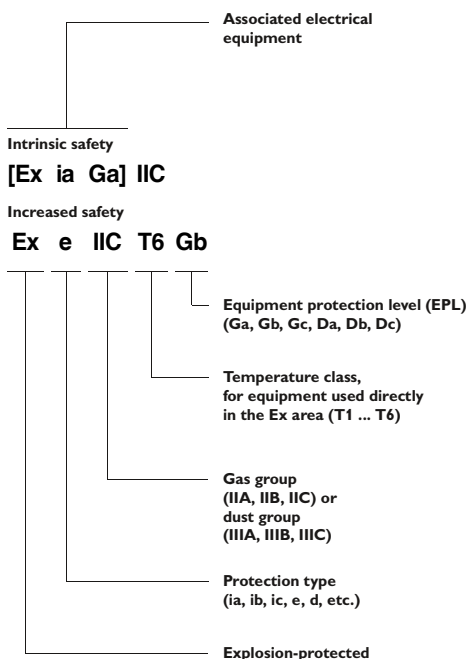 Associated electrical
equipment
Intrinsic safety
[Ex ia Ga] IIC
Increased safety
Ex e IIC T6 Gb
Equipment protection level (EPL)
(Ga, Gb, Gc, Da, Db, Dc)
Temperature class,
for equipment used directly
in the Ex area (T1 ... T6)
Gas group
(IIA, IIB, IIC) or
dust group
(IIIA, IIIB, IIIC)
Protection type
(ia, ib, ic, e, d, etc.)
Explosion-protected